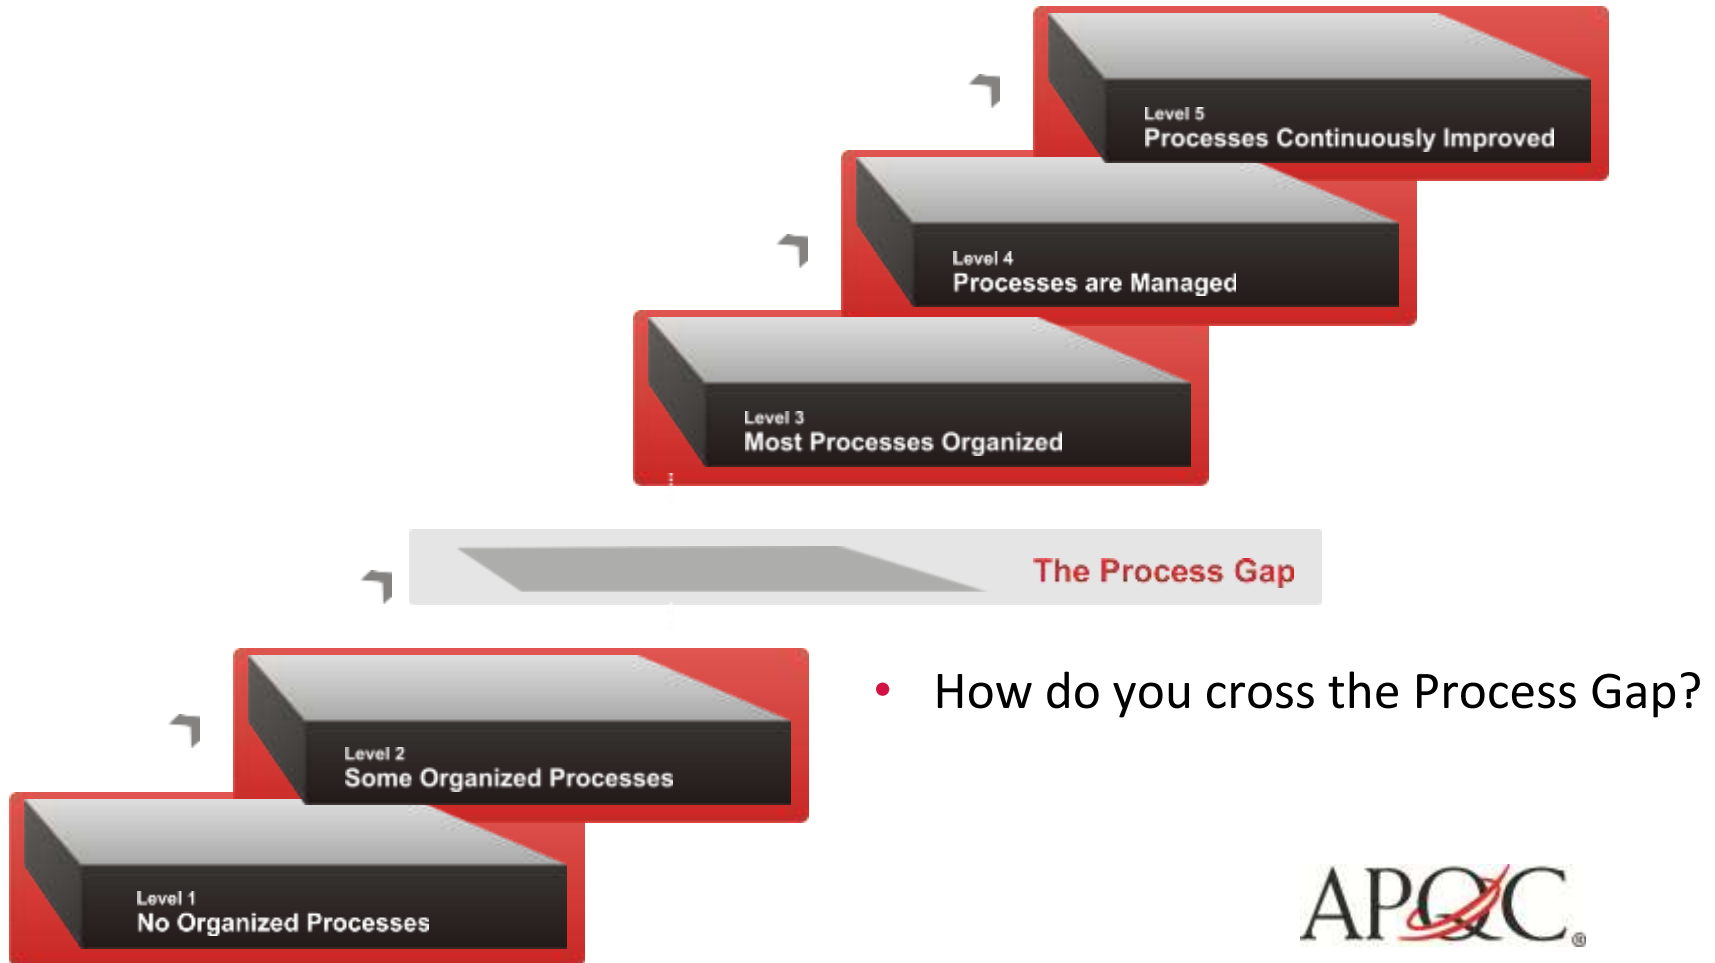 Level 5
Processes Continuously Improved
Level 4
Processes are Managed
Level 3
Most Processes Organized
The Process Gap
Level 2
Some Organized Processes
• How do you cross the Process Gap?
Level 1
No Organized Processes
APQC®